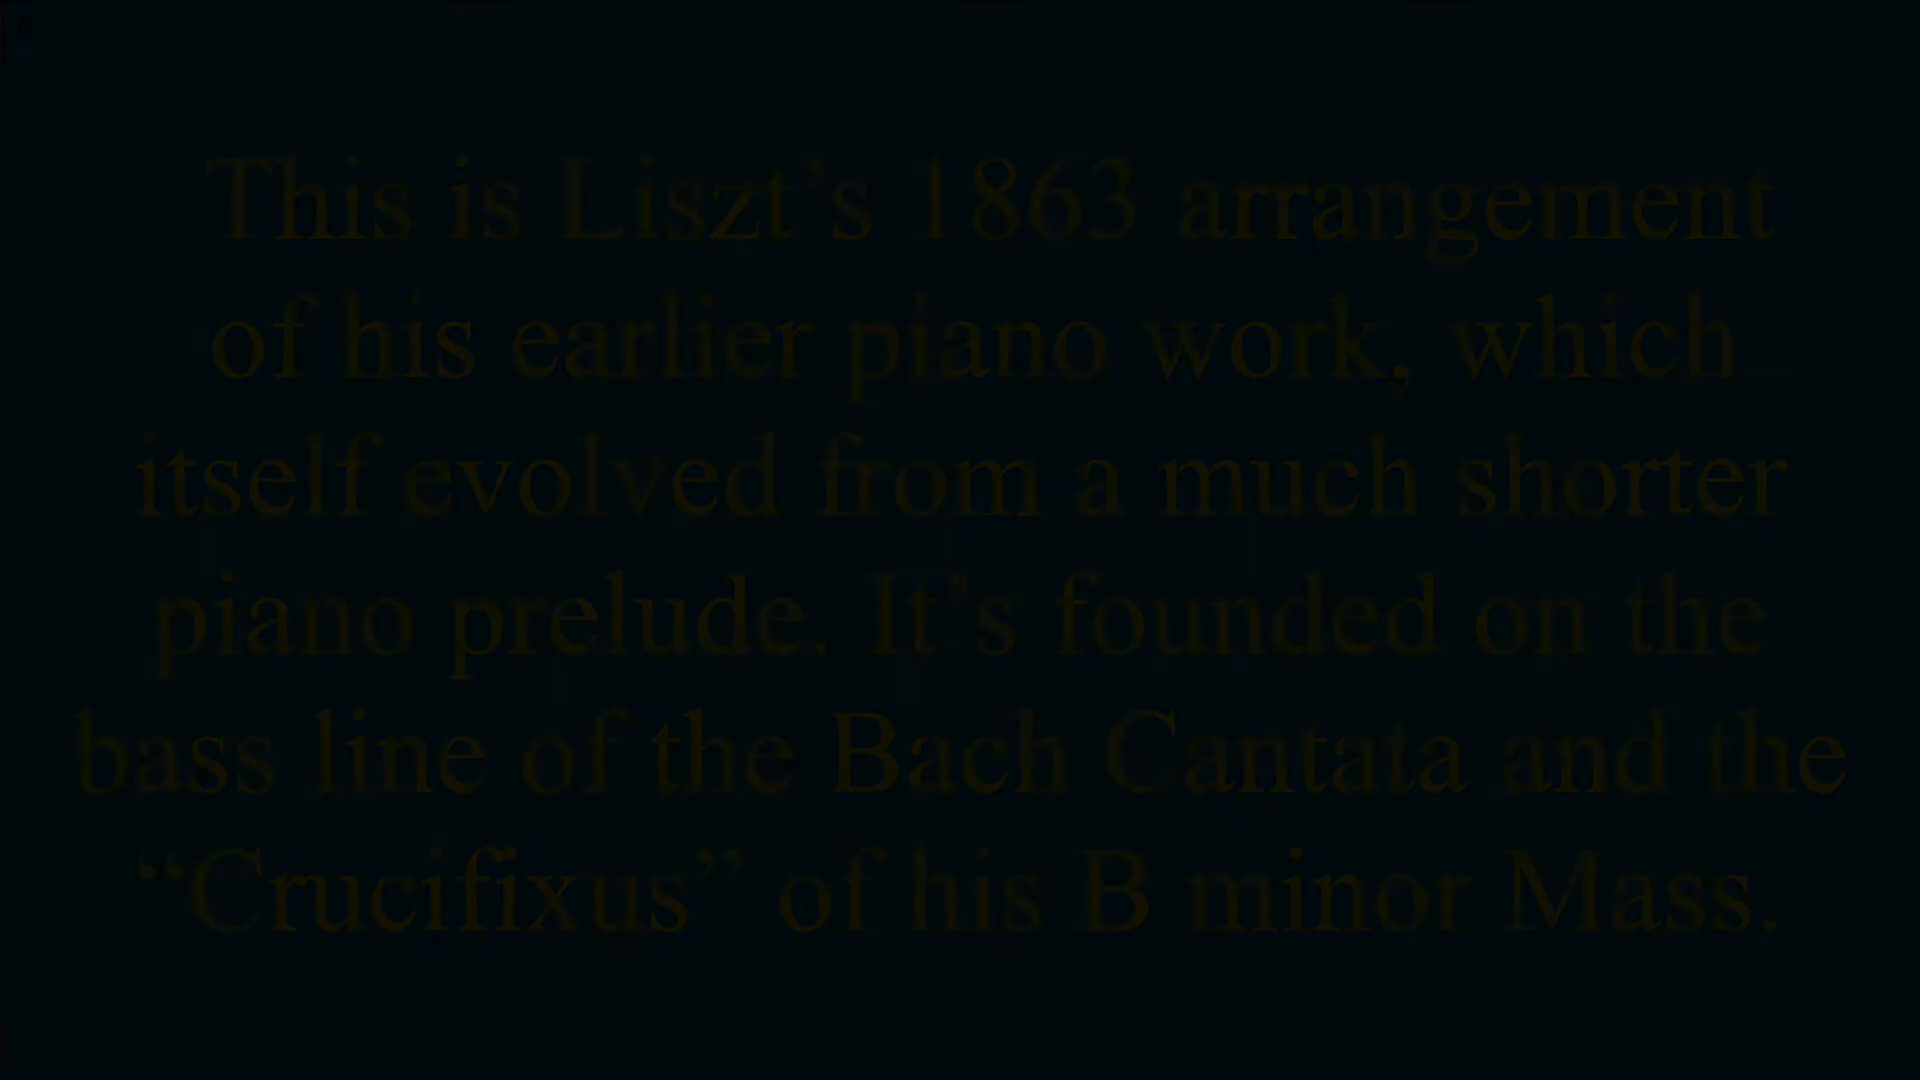 This is Liszt’s 1863 arrangement
of his earlier piano work, which
itself evolved from a much shorter
piano prelude. It’s founded on the
bass line of the Bach Cantata and the
“Crucifixus” of his B minor Mass.